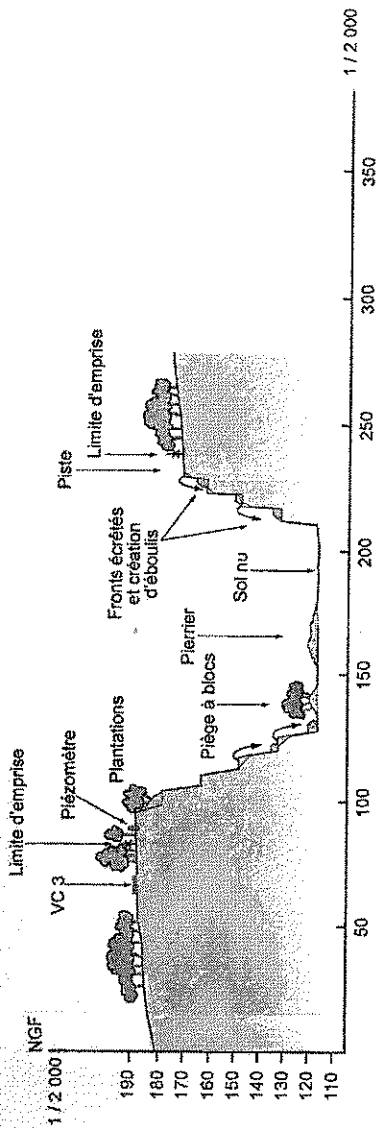 NGF
1 / 2 000
190
180
170
160
150
140
130
120
110
50
100
150
200
250
300
350
1 / 2 000
VC 3
Limite d'emprise
Piézomètre
Plantations
Piège à blocs
Pierrier
Sol nu
Fronts écrêtés
et création
d'éboulis
Piste
Limite d'emprise